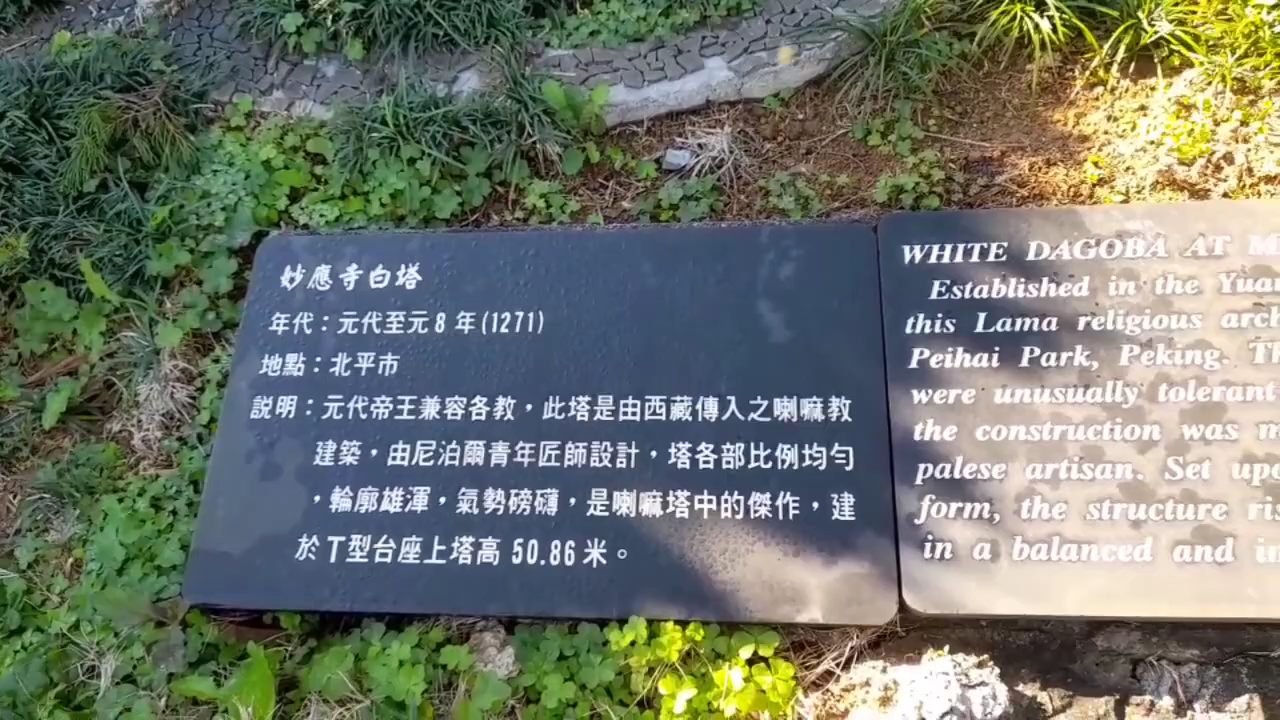 妙應寺白塔
年代：元代至元8年(1271)
地點：北平市
説明：元代帝王兼容各教，此塔是由西藏傳入之喇嘛教
建築，由尼泊爾青年匠師設計，塔各部比例均勻
，輪廓雄渾，氣勢磅礴，是喇嘛塔中的傑作，建
於T型台座上塔高50.86米。
WHITE DAGOBA AT
Established in the Yuan
this Lama religious
Peihai Park, Peking.
were unusually tolerant
the construction was
palese artisan. Set
form, the structure
in a balanced and